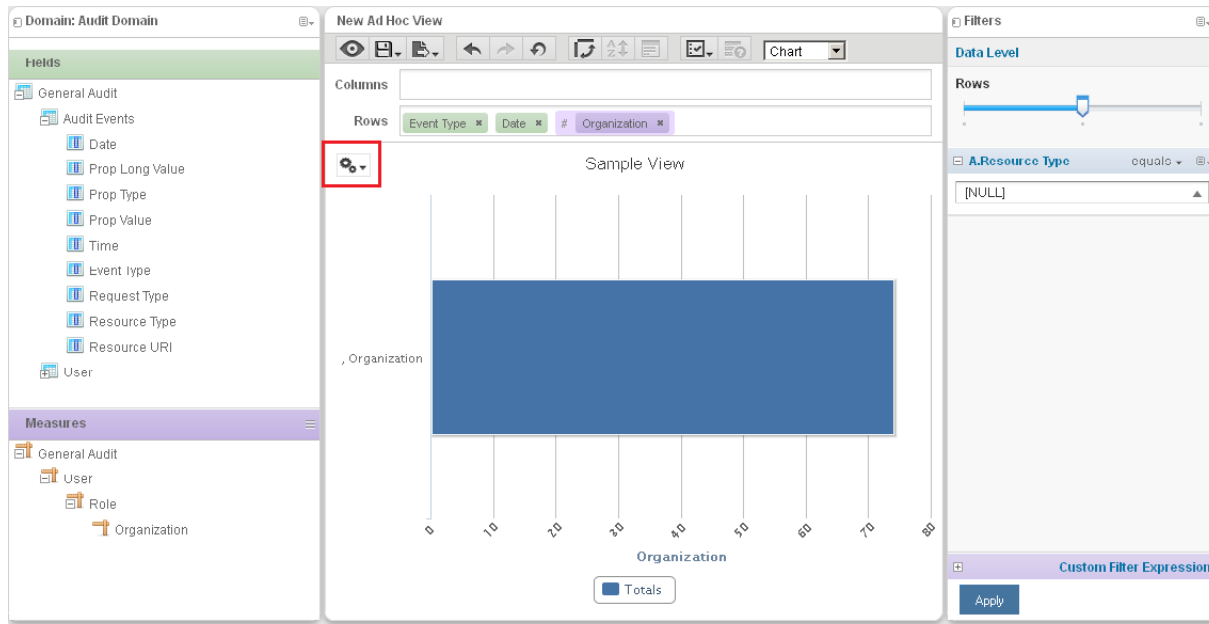 Domain: Audit Domain
Fields
General Audit
Audit Events
Date
Prop Long Value
Prop Type
Prop Value
Time
Event Type
Request Type
Resource Type
Resource URI
User
Measures
General Audit
User
Role
Organization
New Ad Hoc View
Chart
Columns
Rows Event Type × Date × # Organization ×
Sample View
, Organization
0 10 20 30 40 50 60 70 80
Organization
Totals
Filters
Data Level
Rows
A.Resource Type equals
[NULL]
Custom Filter Expression
Apply